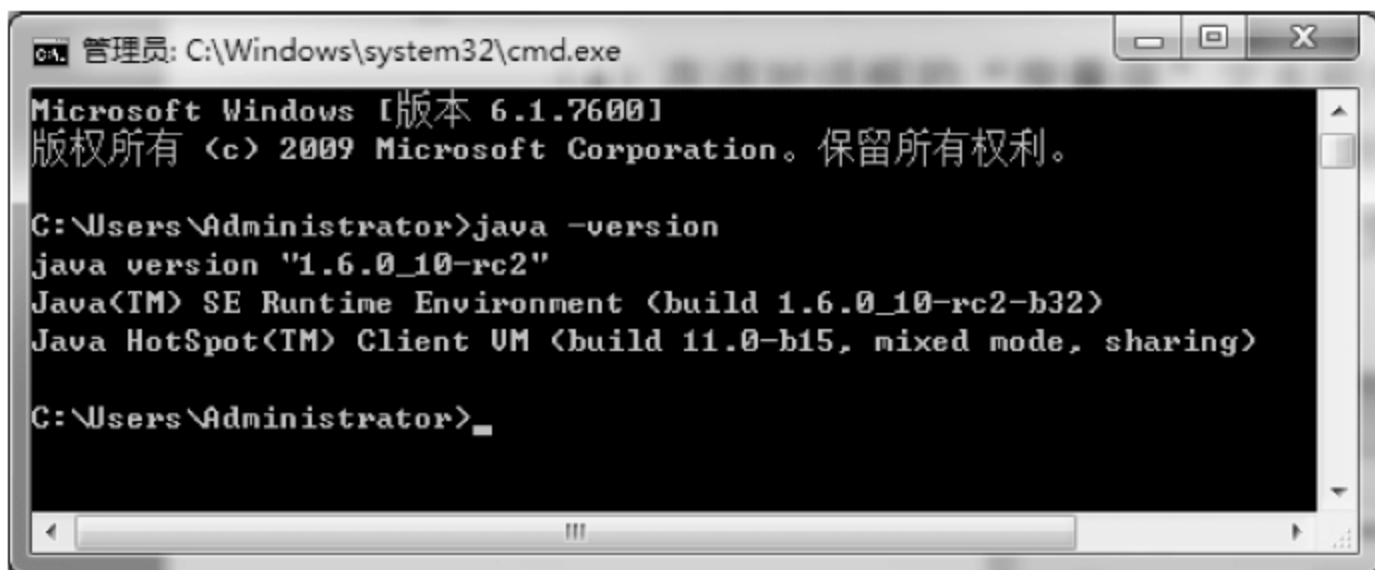 管理员: C:\Windows\system32\cmd.exe
Microsoft Windows [版本 6.1.7600]
版权所有 (c) 2009 Microsoft Corporation。保留所有权利。
C:\Users\Administrator>java -version
java version "1.6.0_10-rc2"
Java(TM) SE Runtime Environment (build 1.6.0_10-rc2-b32)
Java HotSpot(TM) Client VM (build 11.0-b15, mixed mode, sharing)
C:\Users\Administrator>_